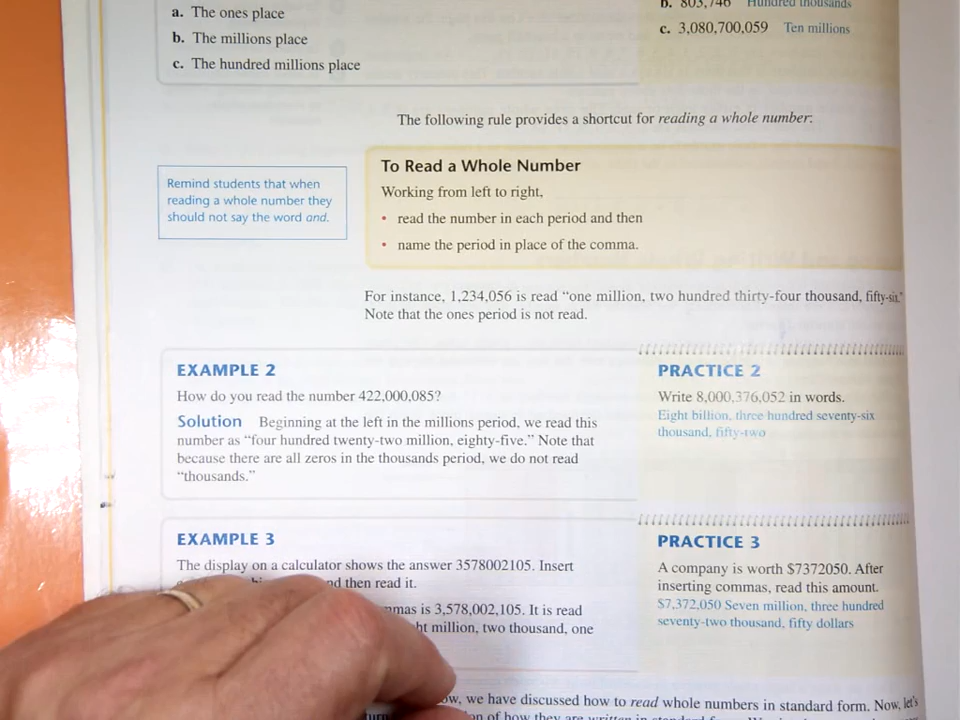 a. The ones place
b. The millions place
c. The hundred millions place
b. 803,746 Hundred thousands
c. 3,080,700,059 Ten millions
The following rule provides a shortcut for reading a whole number:
Remind students that when
reading a whole number they
should not say the word and.
To Read a Whole Number
Working from left to right,
• read the number in each period and then
• name the period in place of the comma.
For instance, 1,234,056 is read “one million, two hundred thirty-four thousand, fifty-six.”
Note that the ones period is not read.
EXAMPLE 2
How do you read the number 422,000,085?
Solution Beginning at the left in the millions period, we read this
number as “four hundred twenty-two million, eighty-five.” Note that
because there are all zeros in the thousands period, we do not read
“thousands.”
PRACTICE 2
Write 8,000,376,052 in words.
Eight billion, three hundred seventy-six
thousand, fifty-two
EXAMPLE 3
The display on a calculator shows the answer 3578002105. Insert
then read it.
is 3,578,002,105. It is read
million, two thousand, one
PRACTICE 3
A company is worth $7372050. After
inserting commas, read this amount.
$7,372,050 Seven million, three hundred
seventy-two thousand, fifty dollars
we have discussed how to read whole numbers in standard form. Now, let’s
of how they are written in